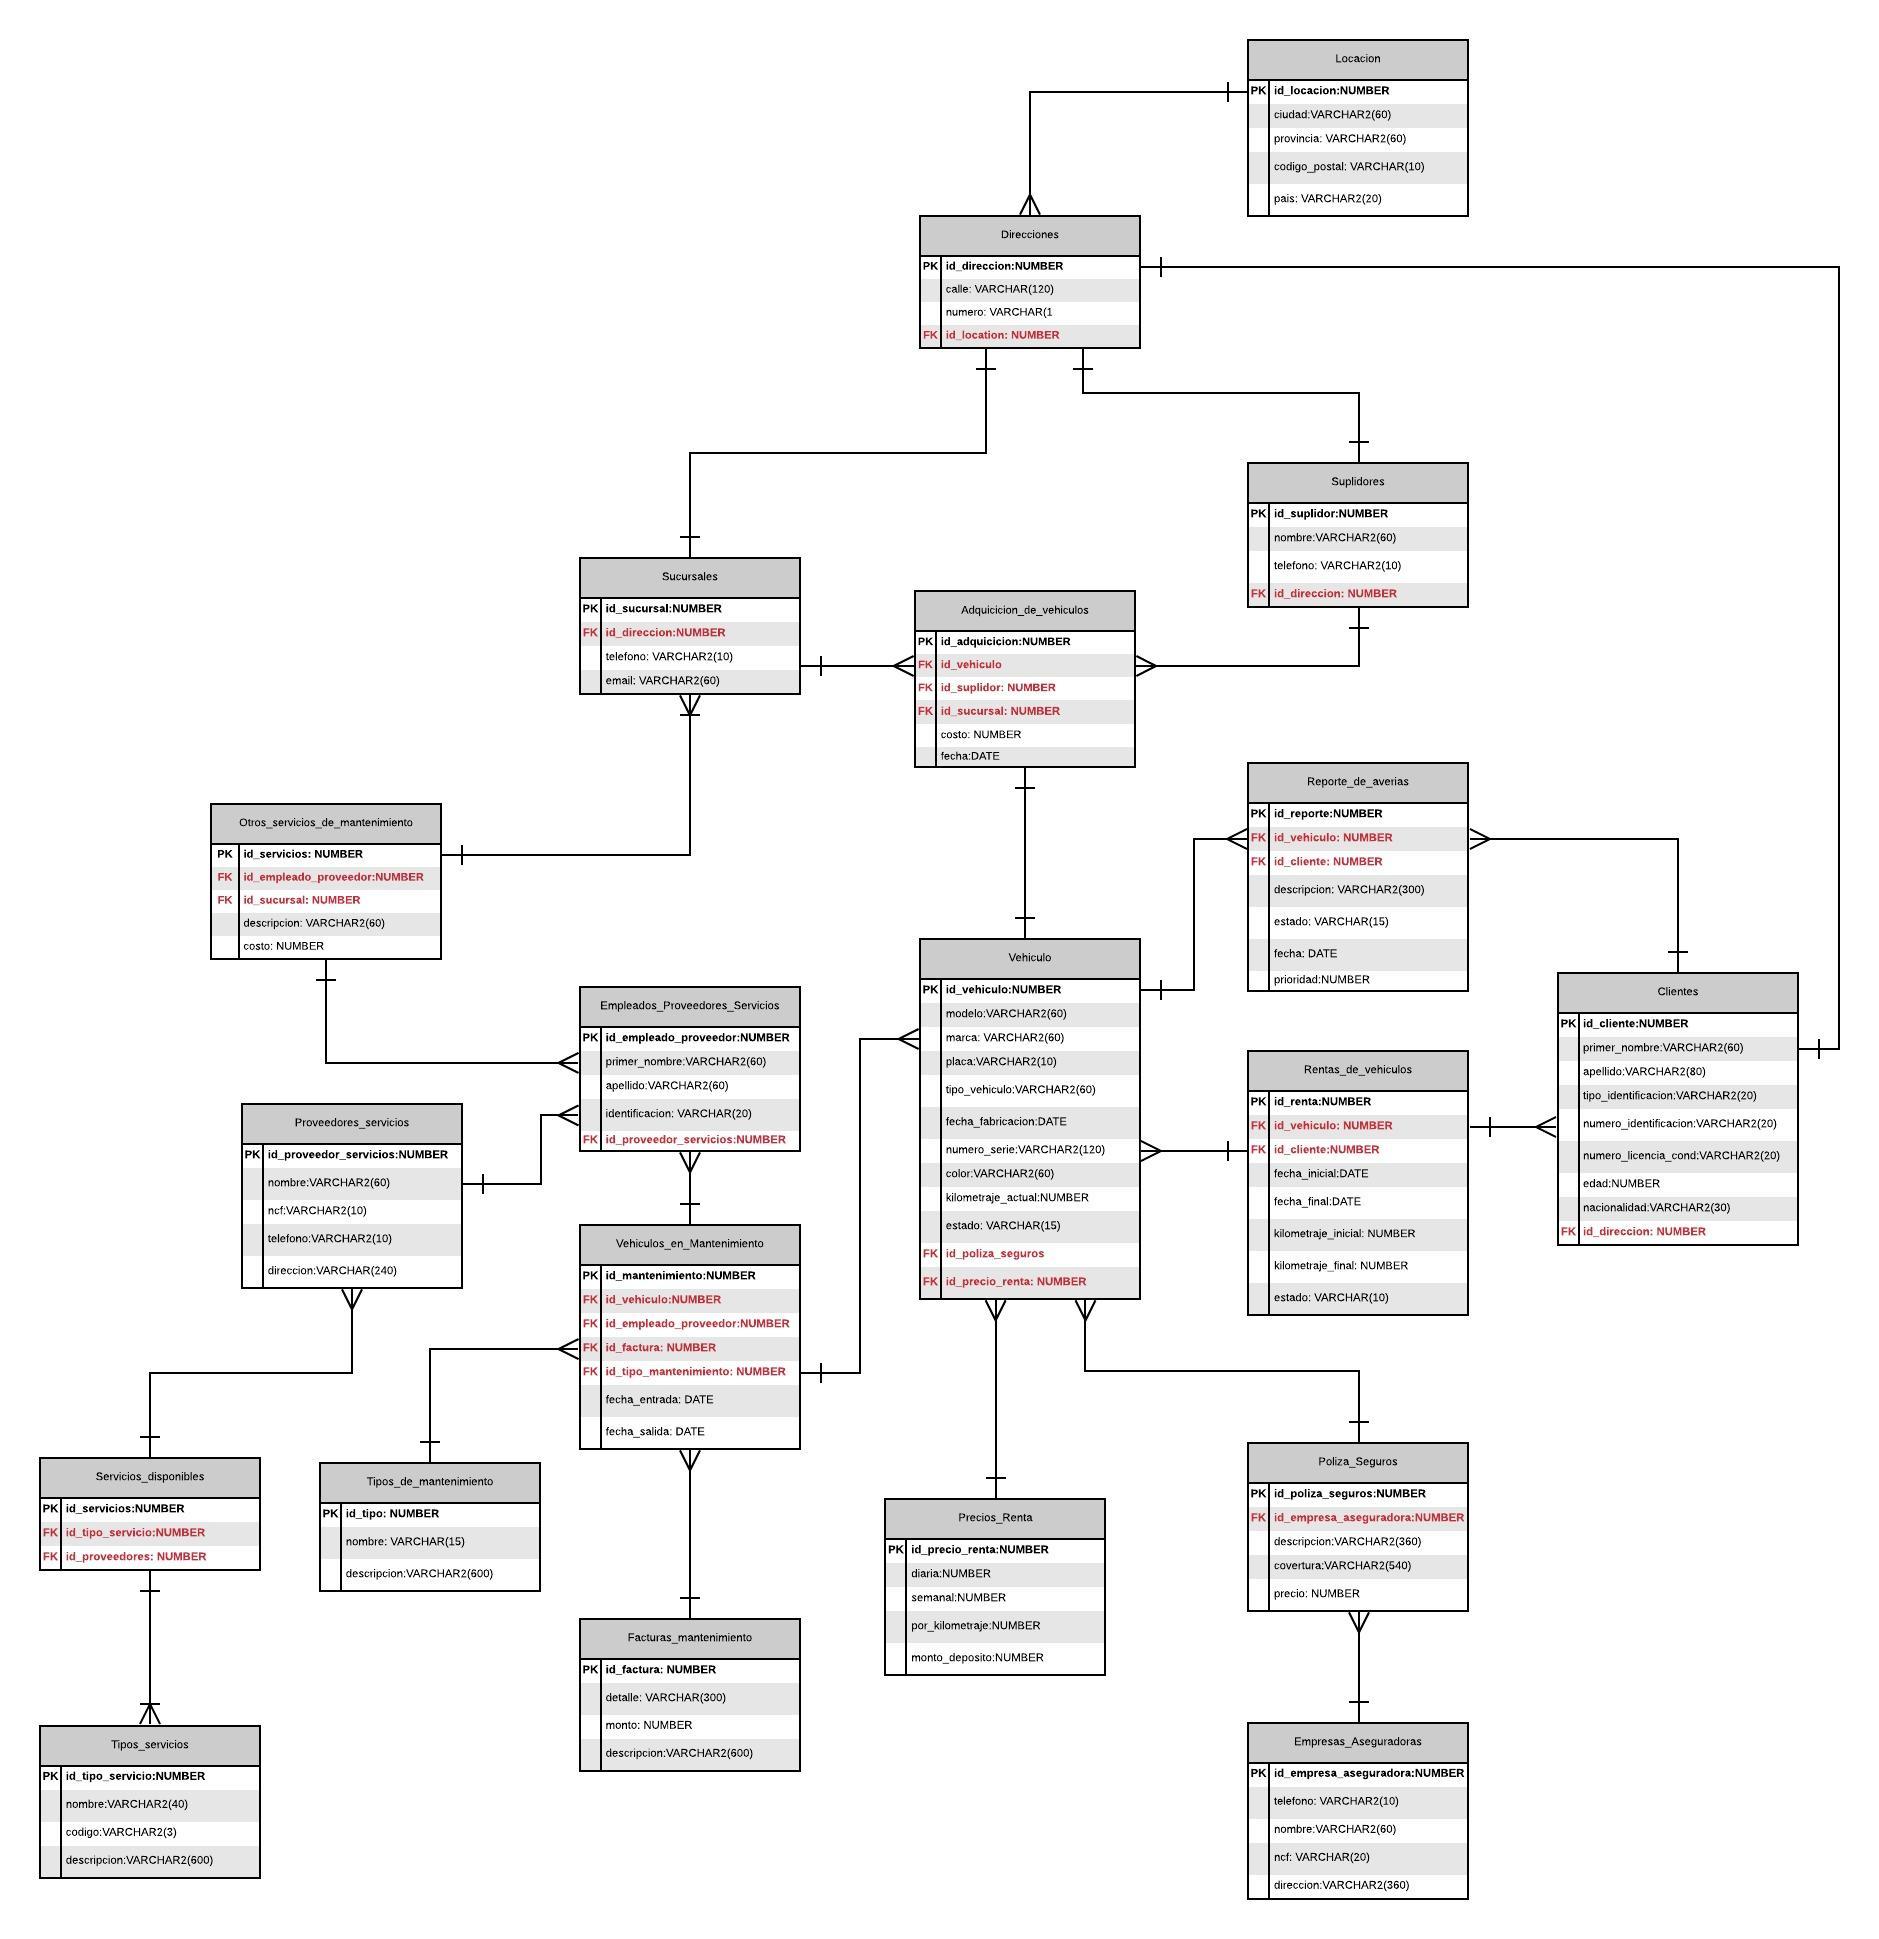 Locacion
PK id_locacion:NUMBER
ciudad:VARCHAR2(60)
provincia: VARCHAR2(60)
codigo_postal: VARCHAR(10)
pais: VARCHAR2(20)
Direcciones
PK id_direccion:NUMBER
calle: VARCHAR(120)
numero: VARCHAR(1
FK id_location: NUMBER
Suplidores
PK id_suplidor:NUMBER
nombre:VARCHAR2(60)
telefono: VARCHAR2(10)
FK id_direccion: NUMBER
Sucursales
PK id_sucursal:NUMBER
FK id_direccion:NUMBER
telefono: VARCHAR2(10)
email: VARCHAR2(60)
Adquicicion_de_vehiculos
PK id_adquicicion:NUMBER
FK id_vehiculo
FK id_suplidor: NUMBER
FK id_sucursal: NUMBER
costo: NUMBER
fecha:DATE
Reporte_de_averias
PK id_reporte:NUMBER
FK id_vehiculo: NUMBER
FK id_cliente: NUMBER
descripcion: VARCHAR2(300)
estado: VARCHAR(15)
fecha: DATE
prioridad:NUMBER
Otros_servicios_de_mantenimiento
PK id_servicios: NUMBER
FK id_empleado_proveedor:NUMBER
FK id_sucursal: NUMBER
descripcion: VARCHAR2(60)
costo: NUMBER
Vehiculo
PK id_vehiculo:NUMBER
modelo:VARCHAR2(60)
marca: VARCHAR2(60)
placa:VARCHAR2(10)
tipo_vehiculo:VARCHAR2(60)
fecha_fabricacion:DATE
numero_serie:VARCHAR2(120)
color:VARCHAR2(60)
kilometraje_actual:NUMBER
estado: VARCHAR(15)
FK id_poliza_seguros
FK id_precio_renta: NUMBER
Clientes
PK id_cliente:NUMBER
primer_nombre:VARCHAR2(60)
apellido:VARCHAR2(80)
tipo_identificacion:VARCHAR2(20)
numero_identificacion:VARCHAR2(20)
numero_licencia_cond:VARCHAR2(20)
edad:NUMBER
nacionalidad:VARCHAR2(30)
FK id_direccion: NUMBER
Empleados_Proveedores_Servicios
PK id_empleado_proveedor:NUMBER
primer_nombre:VARCHAR2(60)
apellido:VARCHAR2(60)
identificacion: VARCHAR(20)
FK id_proveedor_servicios:NUMBER
Rentas_de_vehiculos
PK id_renta:NUMBER
FK id_vehiculo: NUMBER
FK id_cliente:NUMBER
fecha_inicial:DATE
fecha_final:DATE
kilometraje_inicial: NUMBER
kilometraje_final: NUMBER
estado: VARCHAR(10)
Proveedores_servicios
PK id_proveedor_servicios:NUMBER
nombre:VARCHAR2(60)
ncf:VARCHAR2(10)
telefono:VARCHAR2(10)
direccion:VARCHAR(240)
Vehiculos_en_Mantenimiento
PK id_mantenimiento:NUMBER
FK id_vehiculo:NUMBER
FK id_empleado_proveedor:NUMBER
FK id_factura: NUMBER
FK id_tipo_mantenimiento: NUMBER
fecha_entrada: DATE
fecha_salida: DATE
Servicios_disponibles
PK id_servicios:NUMBER
FK id_tipo_servicio:NUMBER
FK id_proveedores: NUMBER
Tipos_de_mantenimiento
PK id_tipo: NUMBER
nombre: VARCHAR(15)
descripcion:VARCHAR2(600)
Precios_Renta
PK id_precio_renta:NUMBER
diaria:NUMBER
semanal:NUMBER
por_kilometraje:NUMBER
monto_deposito:NUMBER
Poliza_Seguros
PK id_poliza_seguros:NUMBER
FK id_empresa_aseguradora:NUMBER
descripcion:VARCHAR2(360)
covertura:VARCHAR2(540)
precio: NUMBER
Facturas_mantenimiento
PK id_factura: NUMBER
detalle: VARCHAR(300)
monto: NUMBER
descripcion:VARCHAR2(600)
Tipos_servicios
PK id_tipo_servicio:NUMBER
nombre:VARCHAR2(40)
codigo:VARCHAR2(3)
descripcion:VARCHAR2(600)
Empresas_Aseguradoras
PK id_empresa_aseguradora:NUMBER
telefono: VARCHAR2(10)
nombre:VARCHAR2(60)
ncf: VARCHAR(20)
direccion:VARCHAR2(360)